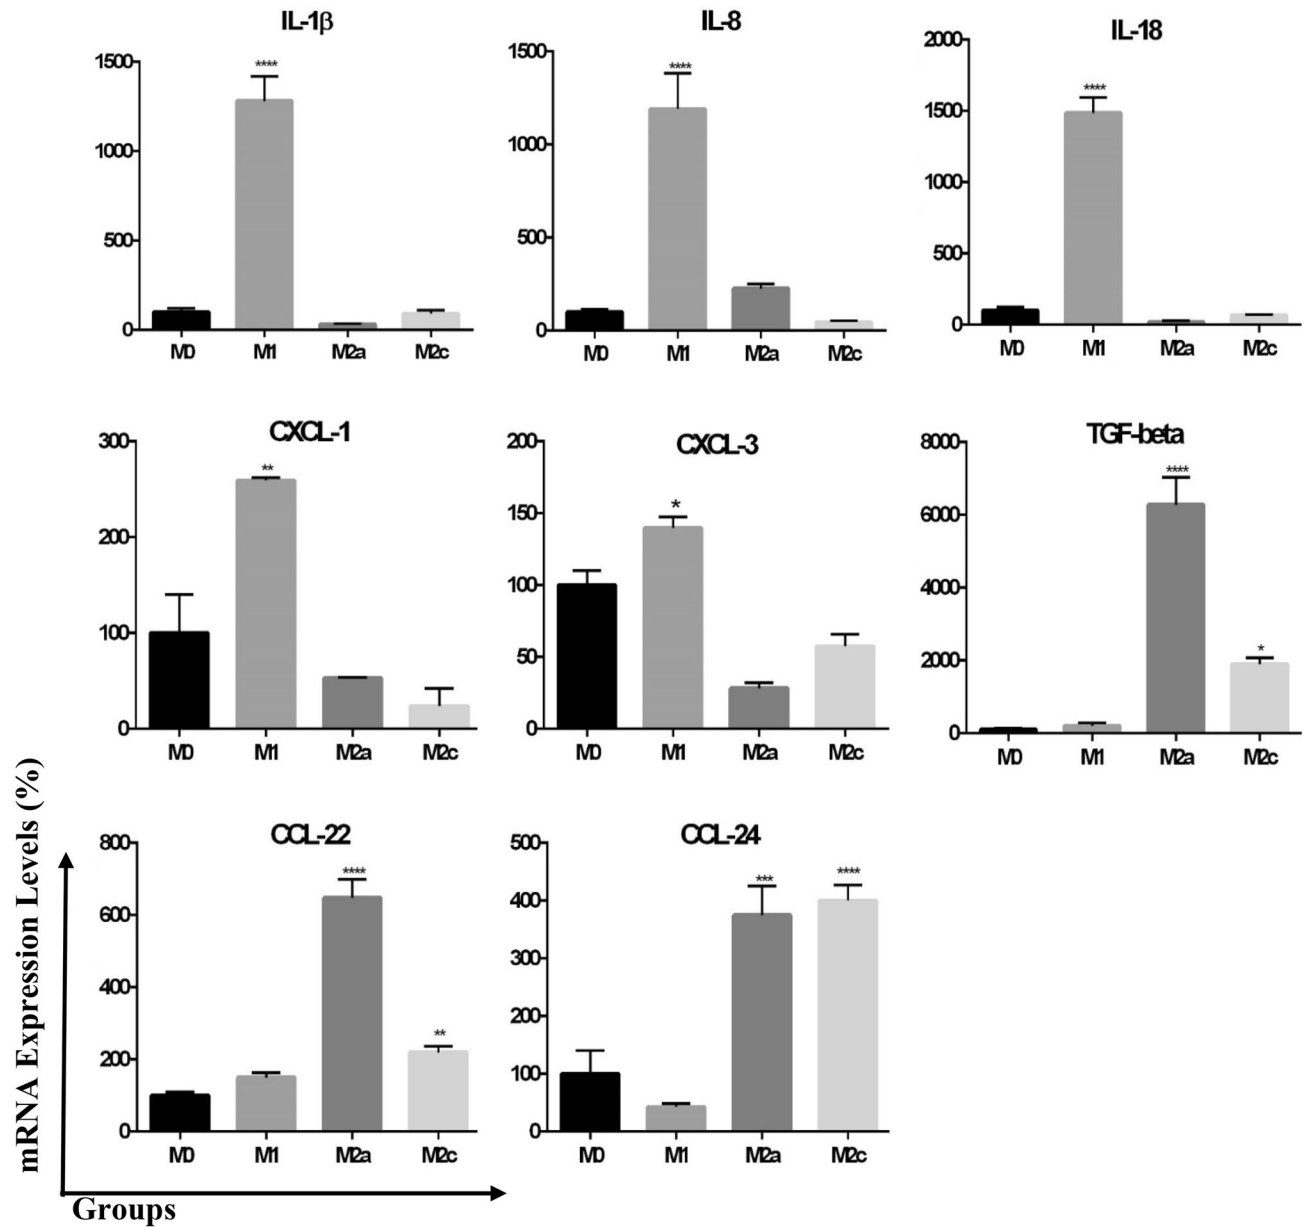 IL-1β
1500
1000
500
0
****
M0 M1 M2a M2c
IL-8
1500
1000
500
0
****
M0 M1 M2a M2c
IL-18
2000
1500
1000
500
0
****
M0 M1 M2a M2c
CXCL-1
300
200
100
0
**
M0 M1 M2a M2c
CXCL-3
200
150
100
50
0
*
M0 M1 M2a M2c
TGF-beta
8000
6000
4000
2000
0
****
*
M0 M1 M2a M2c
CCL-22
800
600
400
200
0
****
**
M0 M1 M2a M2c
CCL-24
500
400
300
200
100
0
***
****
M0 M1 M2a M2c
mRNA Expression Levels (%)
Groups